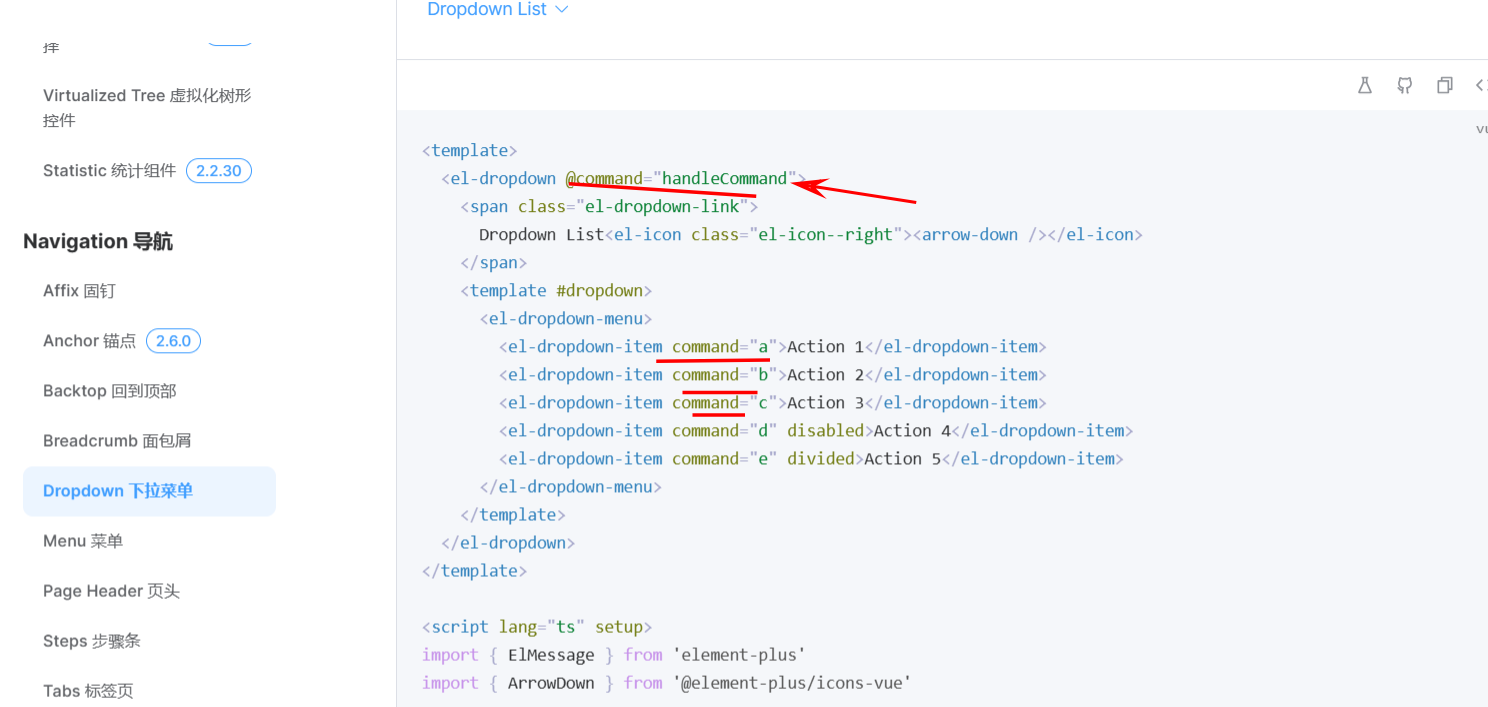 Dropdown List
择
Virtualized Tree 虚拟化树形
控件
Statistic 统计组件 2.2.30
Navigation 导航
Affix 固钉
Anchor 锚点 2.6.0
Backtop 回到顶部
Breadcrumb 面包屑
Dropdown 下拉菜单
Menu 菜单
Page Header 页头
Steps 步骤条
Tabs 标签页
<template>
<el-dropdown @command="handleCommand">
<span class="el-dropdown-link">
Dropdown List<el-icon class="el-icon--right"><arrow-down /></el-icon>
</span>
<template #dropdown>
<el-dropdown-menu>
<el-dropdown-item command="a">Action 1</el-dropdown-item>
<el-dropdown-item command="b">Action 2</el-dropdown-item>
<el-dropdown-item command="c">Action 3</el-dropdown-item>
<el-dropdown-item command="d" disabled>Action 4</el-dropdown-item>
<el-dropdown-item command="e" divided>Action 5</el-dropdown-item>
</el-dropdown-menu>
</template>
</el-dropdown>
</template>
<script lang="ts" setup>
import { ElMessage } from 'element-plus'
import { ArrowDown } from '@element-plus/icons-vue'